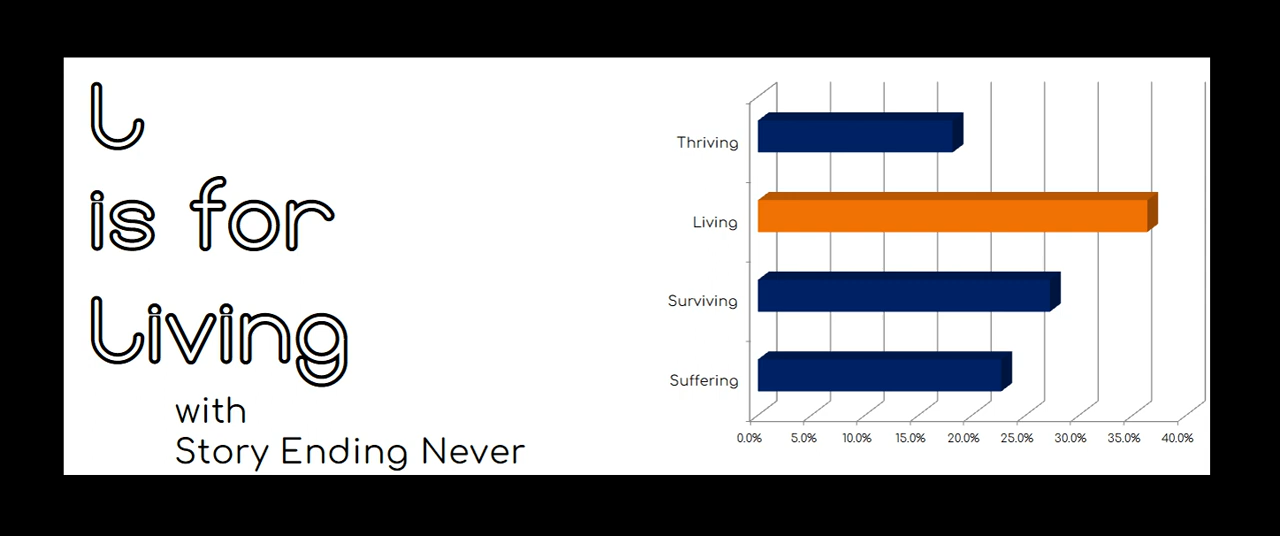 L
is for
Living
with
Story Ending Never
Thriving
Living
Surviving
Suffering
0.0% 5.0% 10.0% 15.0% 20.0% 25.0% 30.0% 35.0% 40.0%